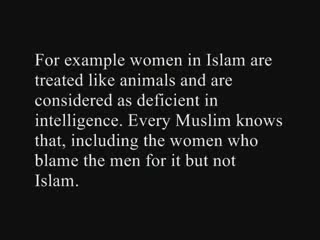 For example women in Islam are
treated like animals and are
considered as deficient in
intelligence. Every Muslim knows
that, including the women who
blame the men for it but not
Islam.